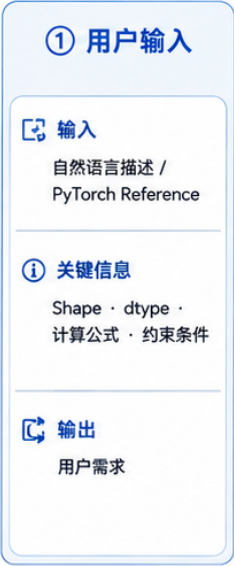 ① 用户输入
输入
自然语言描述 /
PyTorch Reference
关键信息
Shape · dtype ·
计算公式 · 约束条件
输出
用户需求